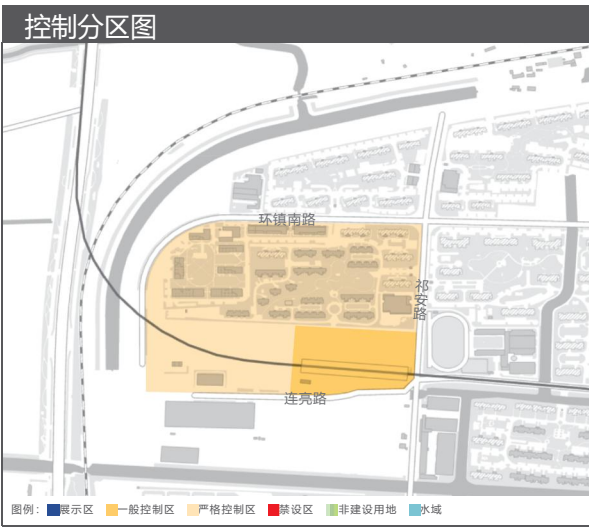 控制分区图
环镇南路
祁安路
连亮路
图例： 展示区 一般控制区 严格控制区 禁设区 非建设用地 水域